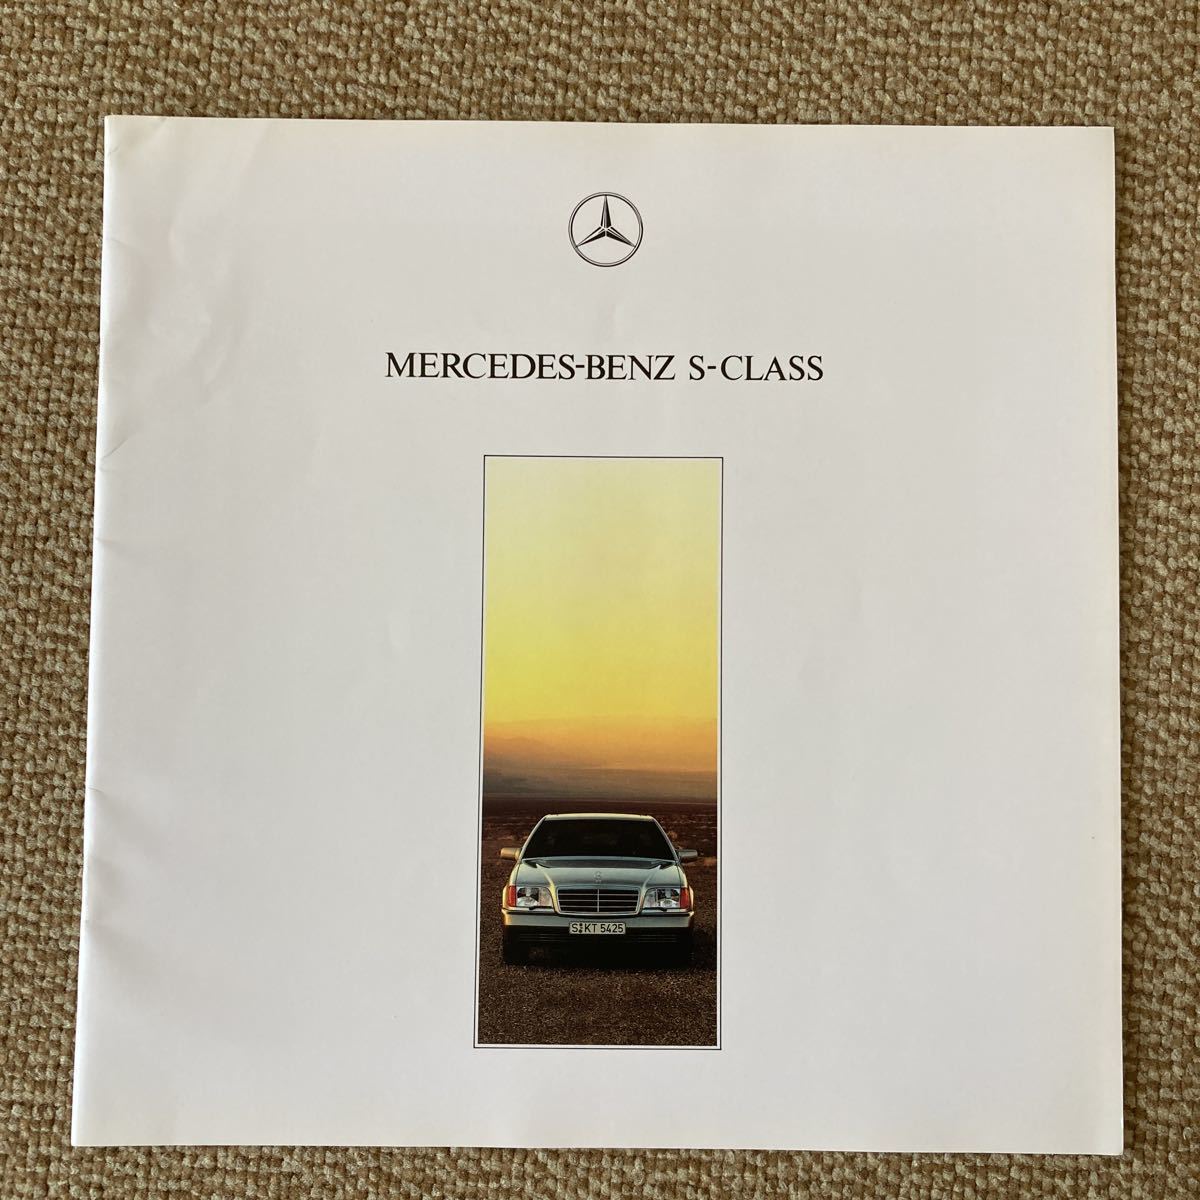 MERCEDES-BENZ S-CLASS
S KT 5425